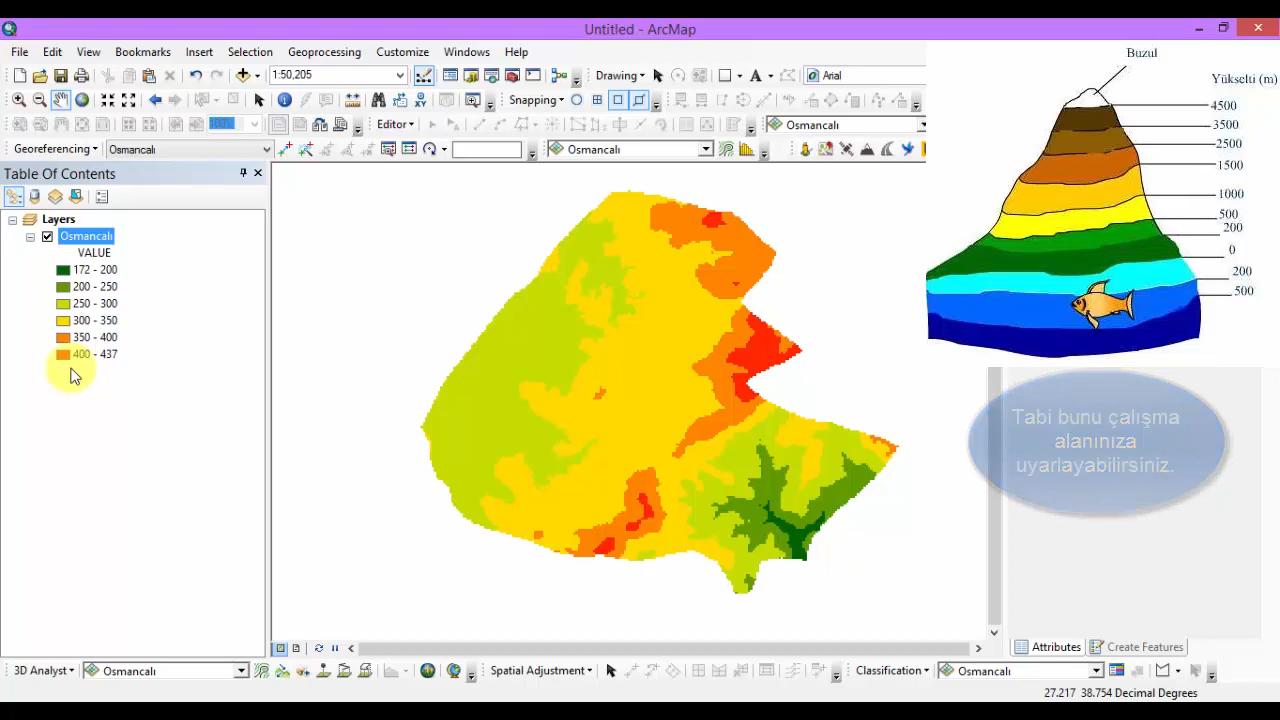 Untitled - ArcMap
File Edit View Bookmarks Insert Selection Geoprocessing Customize Windows Help
1:50,205 Drawing Arial
Snapping
100% Editor Osmancalı
Georeferencing Osmancalı Osmancalı
Table Of Contents
Layers
Osmancalı
VALUE
172 - 200
200 - 250
250 - 300
300 - 350
350 - 400
400 - 437
Buzul
Yükselti (m)
4500
3500
2500
1500
1000
500
200
0
200
500
Tabi bunu çalışma
alanınıza
uyarlayabilirsiniz.
Attributes Create Features
3D Analyst Osmancalı Spatial Adjustment Classification Osmancalı
27.217 38.754 Decimal Degrees